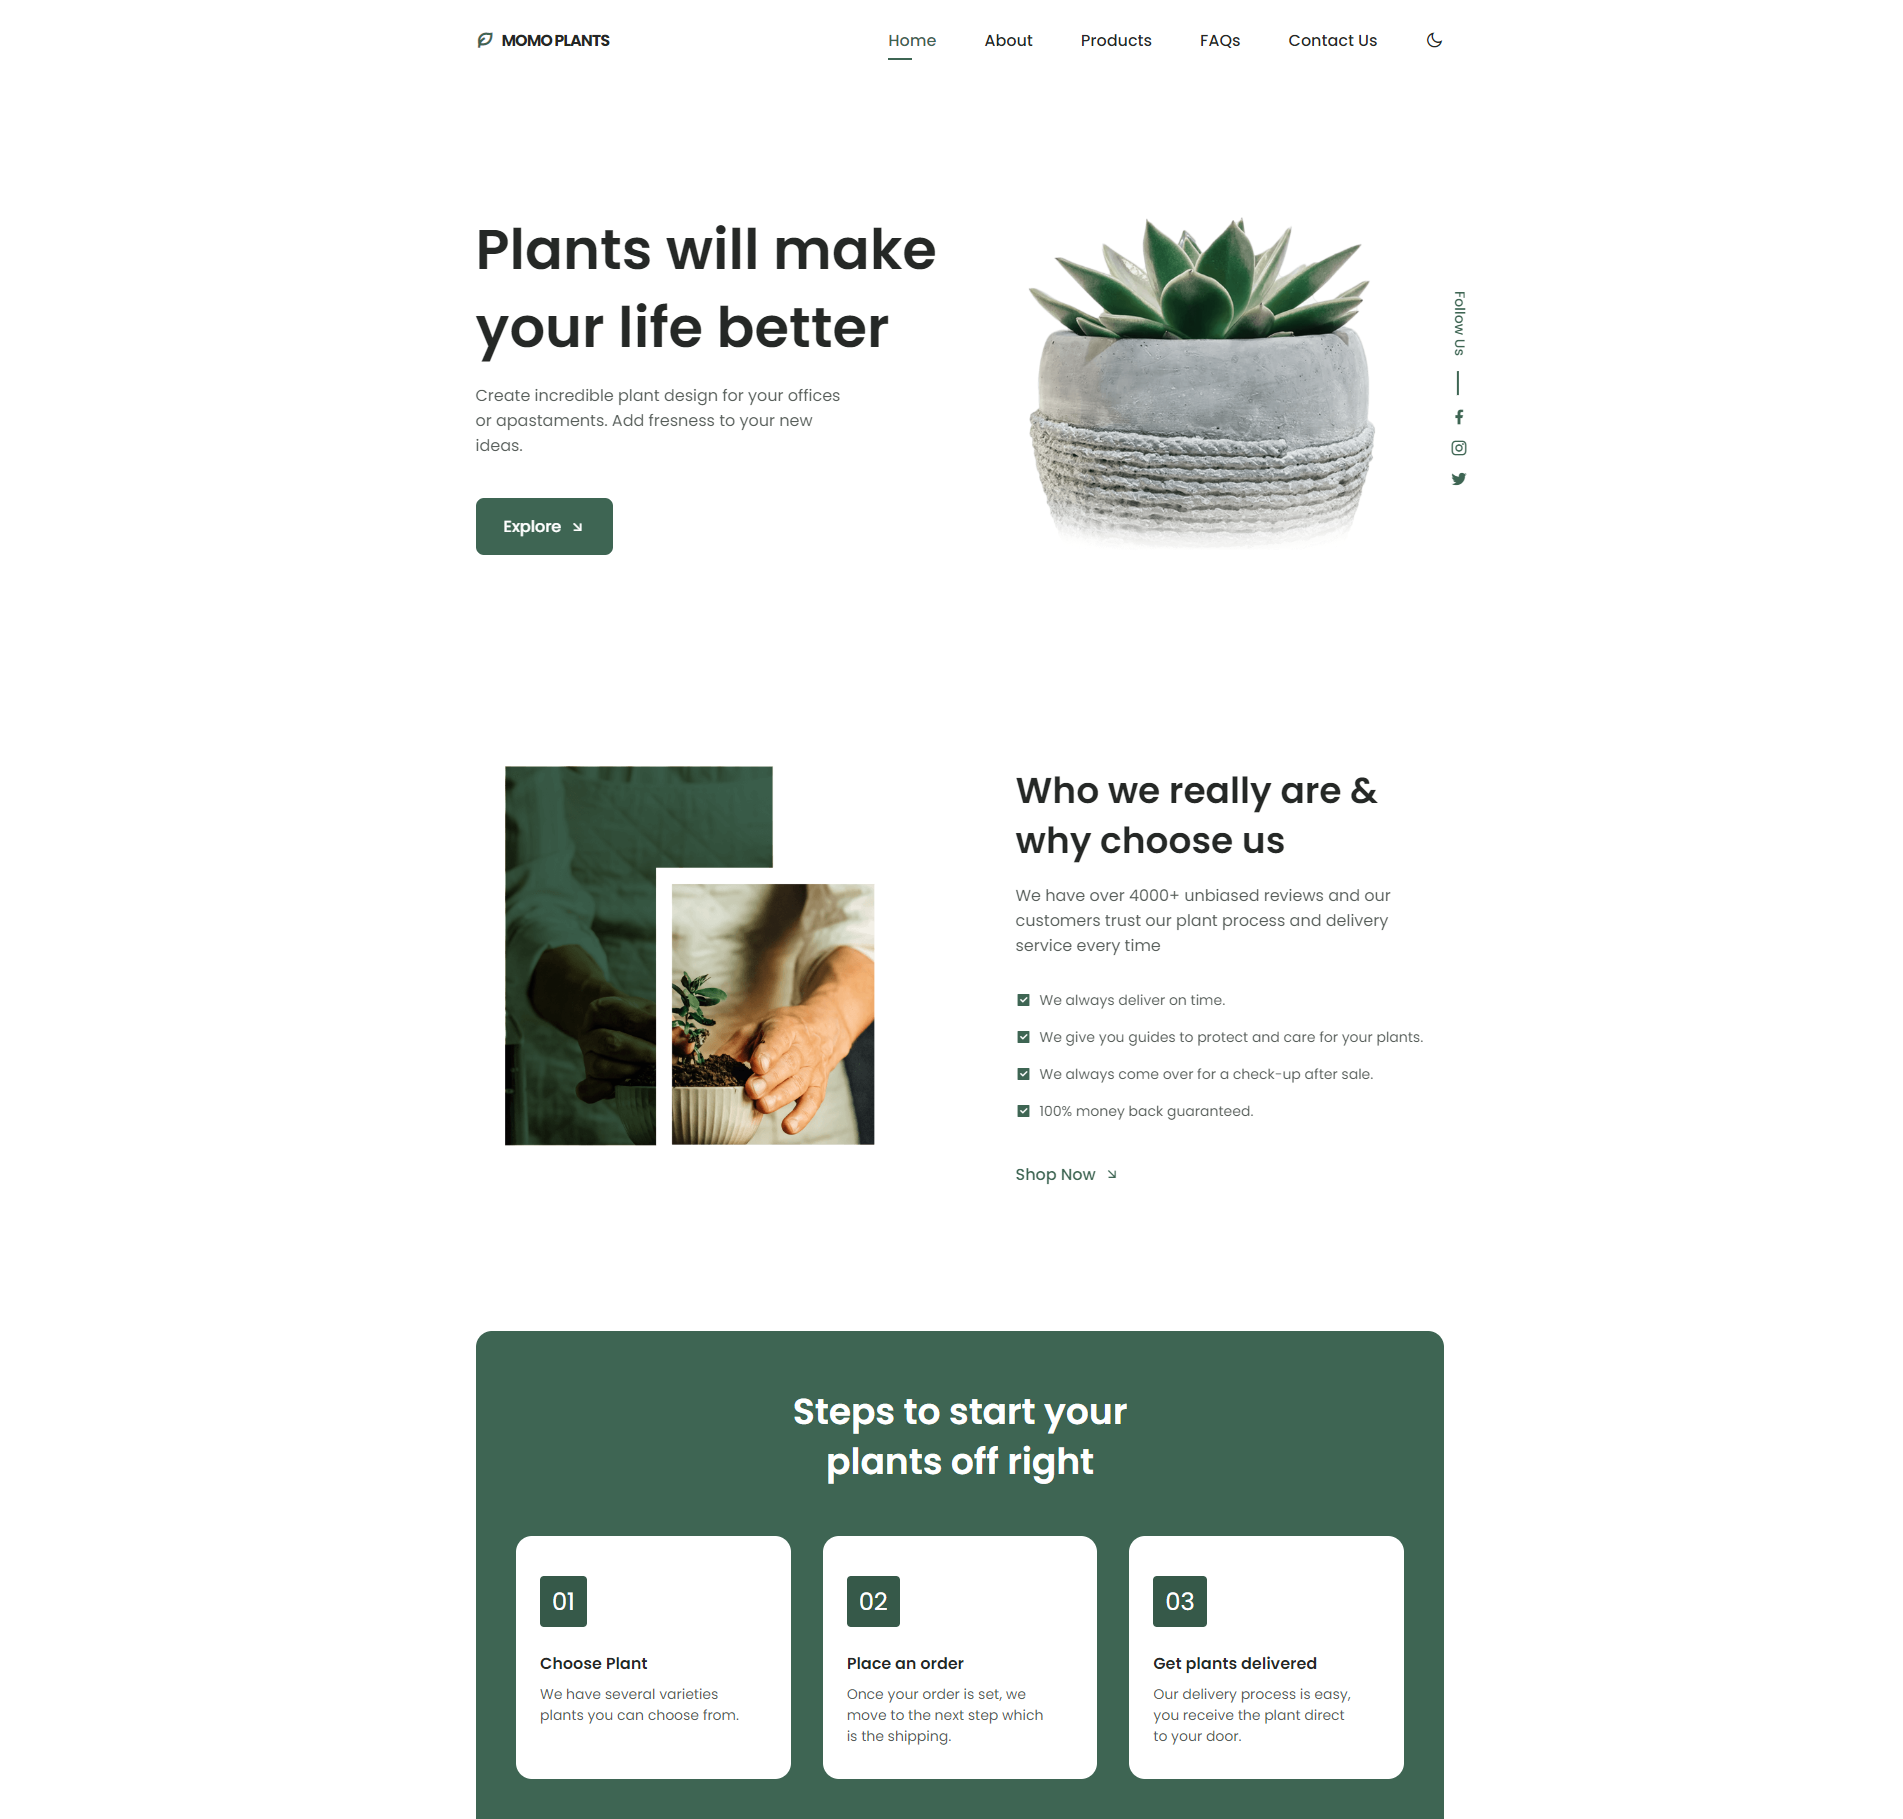 MOMO PLANTS
Home About Products FAQs Contact Us
Plants will make
your life better
Create incredible plant design for your offices
or apastaments. Add fresness to your new
ideas.
Explore
Follow Us
Who we really are &
why choose us
We have over 4000+ unbiased reviews and our
customers trust our plant process and delivery
service every time
We always deliver on time.
We give you guides to protect and care for your plants.
We always come over for a check-up after sale.
100% money back guaranteed.
Shop Now
Steps to start your
plants off right
01
Choose Plant
We have several varieties
plants you can choose from.
02
Place an order
Once your order is set, we
move to the next step which
is the shipping.
03
Get plants delivered
Our delivery process is easy,
you receive the plant direct
to your door.